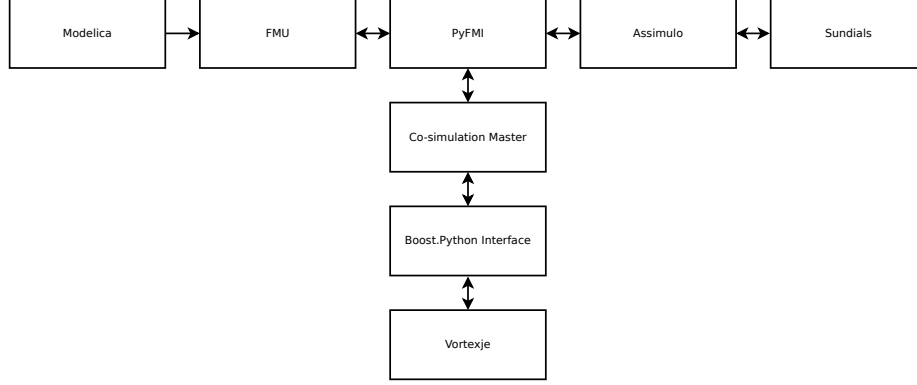 Modelica
FMU
PyFMI
Assimulo
Sundials
Co-simulation Master
Boost.Python Interface
Vortexje